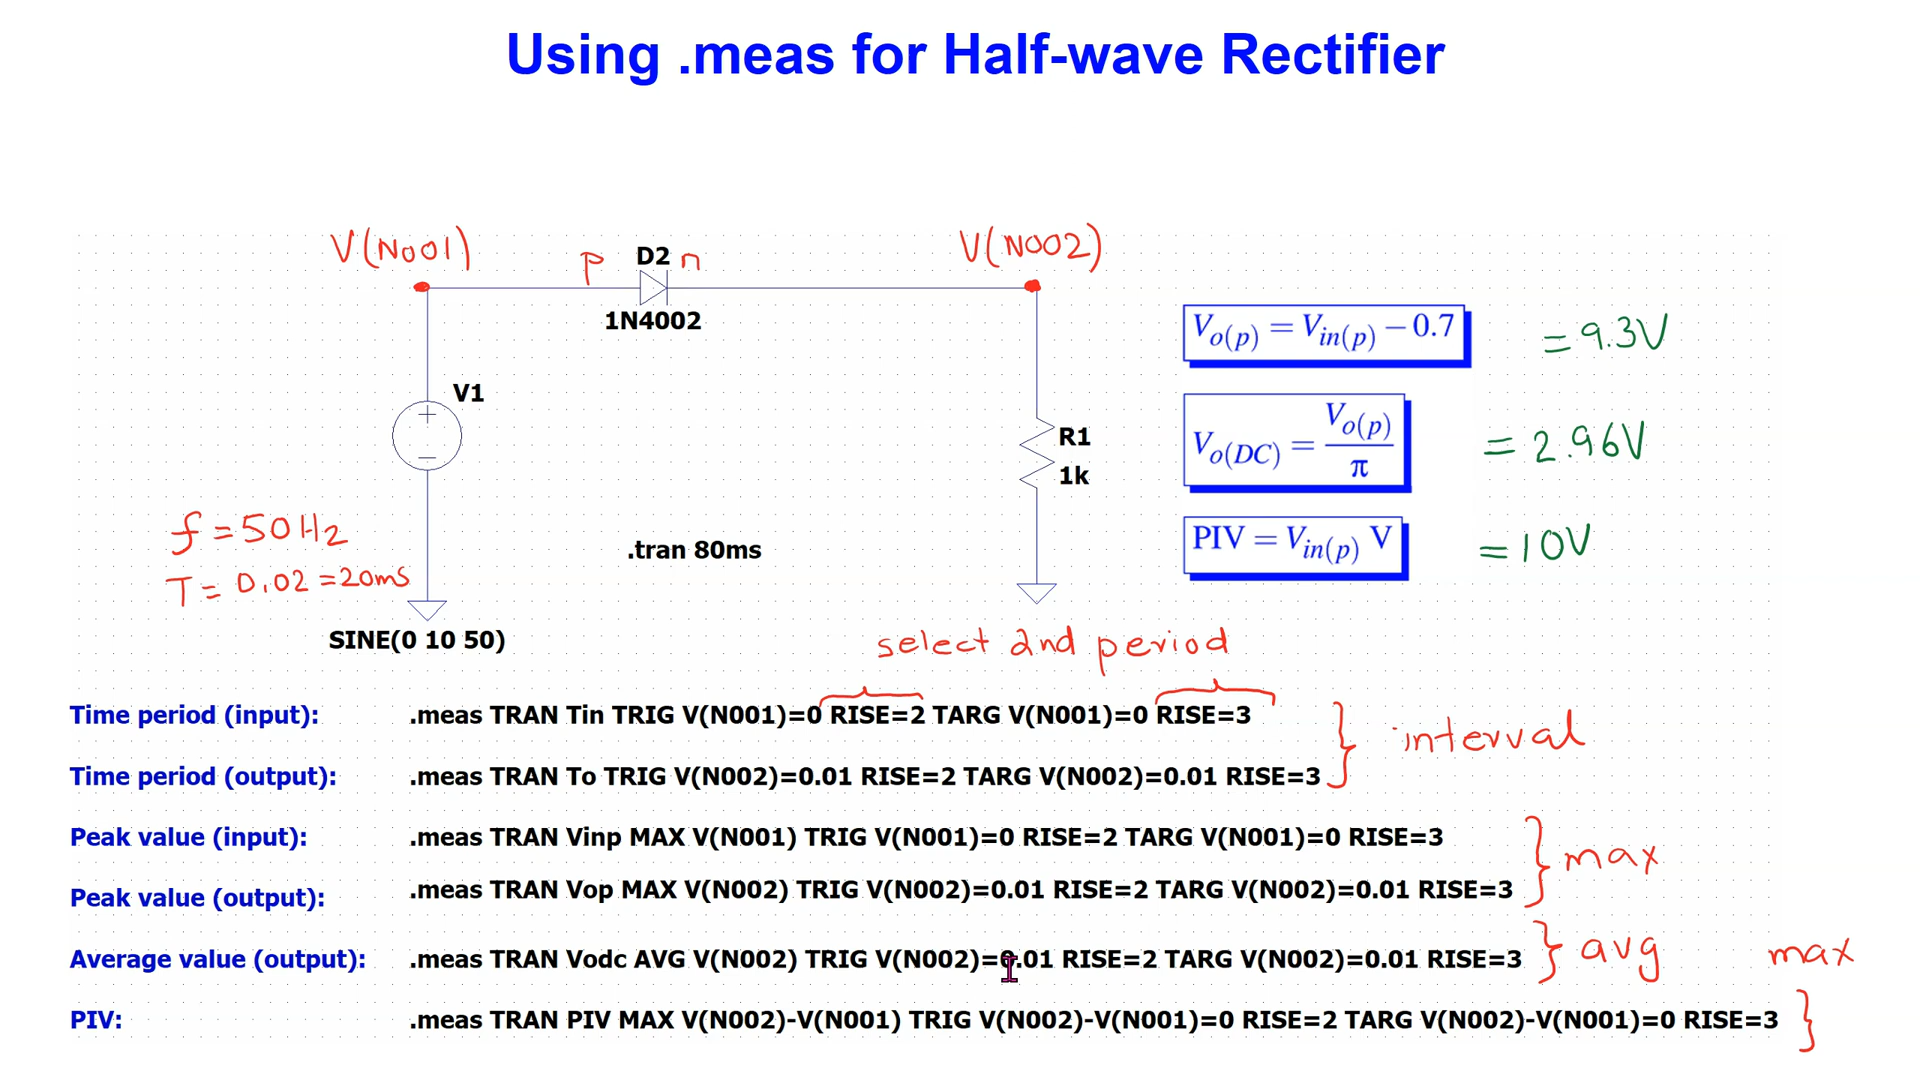 Using .meas for Half-wave Rectifier
V(N001)
p
D2
n
V(N002)
1N4002
V1
R1
1k
f = 50Hz
T = 0.02 = 20ms
.tran 80ms
SINE(0 10 50)
Vo(p) = Vin(p) − 0.7
= 9.3V
Vo(DC) = Vo(p)/π
= 2.96V
PIV = Vin(p) V
= 10V
select 2nd period
Time period (input): .meas TRAN Tin TRIG V(N001)=0 RISE=2 TARG V(N001)=0 RISE=3
interval
Time period (output): .meas TRAN To TRIG V(N002)=0.01 RISE=2 TARG V(N002)=0.01 RISE=3
Peak value (input): .meas TRAN Vinp MAX V(N001) TRIG V(N001)=0 RISE=2 TARG V(N001)=0 RISE=3
max
Peak value (output): .meas TRAN Vop MAX V(N002) TRIG V(N002)=0.01 RISE=2 TARG V(N002)=0.01 RISE=3
Average value (output): .meas TRAN Vodc AVG V(N002) TRIG V(N002)=0.01 RISE=2 TARG V(N002)=0.01 RISE=3
avg
max
PIV: .meas TRAN PIV MAX V(N002)-V(N001) TRIG V(N002)-V(N001)=0 RISE=2 TARG V(N002)-V(N001)=0 RISE=3